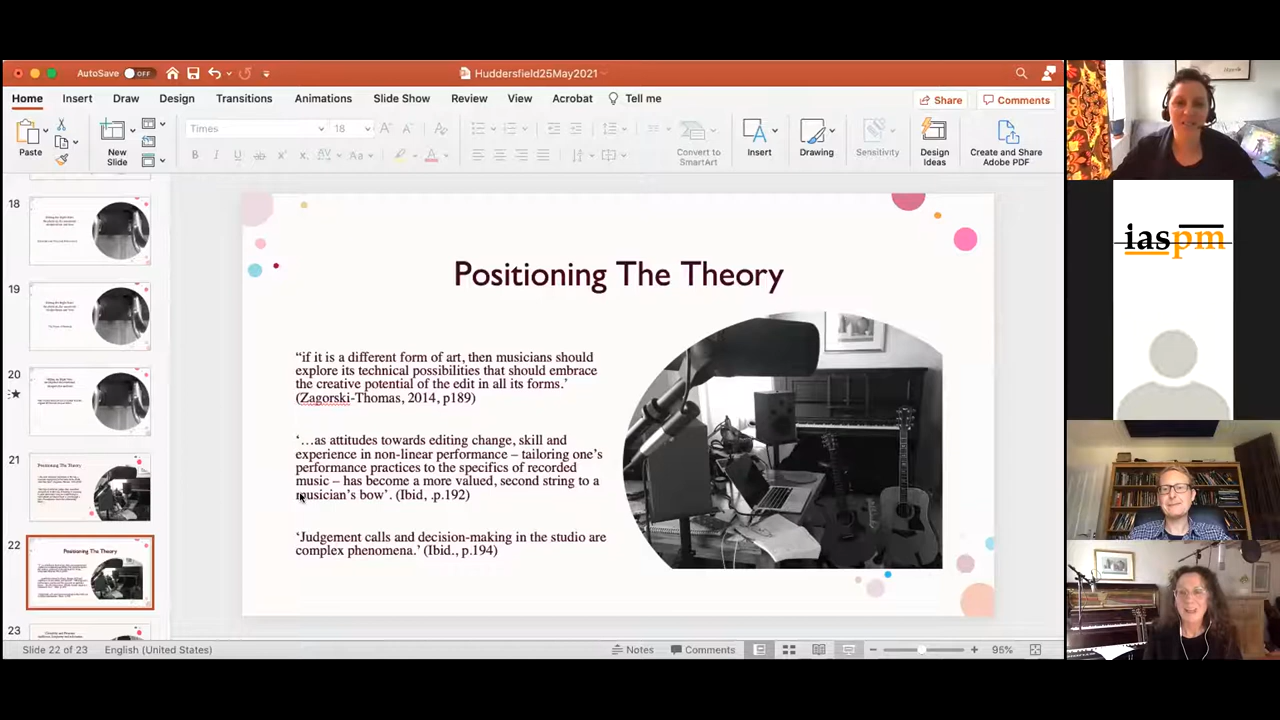 AutoSave OFF
Huddersfield25May2021
Home Insert Draw Design Transitions Animations Slide Show Review View Acrobat Tell me
Share Comments
Times 18
Paste New Slide Convert to SmartArt Insert Drawing Sensitivity Design Ideas Create and Share Adobe PDF
18
19
20
21
Positioning The Theory
22
Positioning The Theory
23
Positioning The Theory
“if it is a different form of art, then musicians should
explore its technical possibilities that should embrace
the creative potential of the edit in all its forms.’
(Zagorski-Thomas, 2014, p189)
‘…as attitudes towards editing change, skill and
experience in non-linear performance – tailoring one’s
performance practices to the specifics of recorded
music – has become a more valued, second string to a
musician’s bow’. (Ibid, .p.192)
‘Judgement calls and decision-making in the studio are
complex phenomena.’ (Ibid., p.194)
iaspm
Slide 22 of 23 English (United States)
Notes Comments 95%